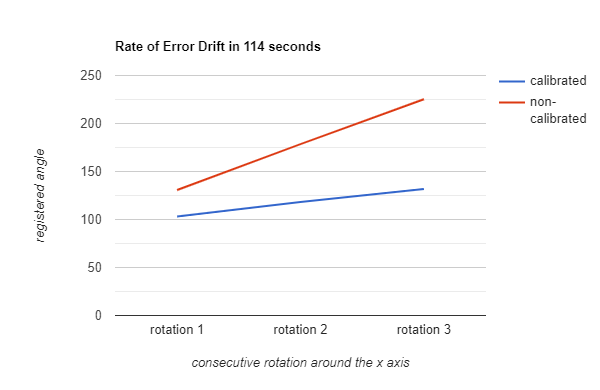 Rate of Error Drift in 114 seconds
250
200
150
100
50
0
registered angle
rotation 1
rotation 2
rotation 3
consecutive rotation around the x axis
calibrated
non-
calibrated